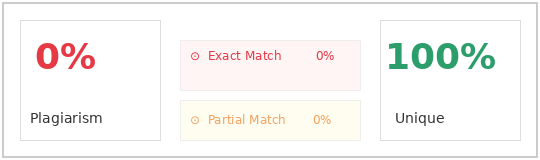 0%
Plagiarism
Exact Match 0%
Partial Match 0%
100%
Unique